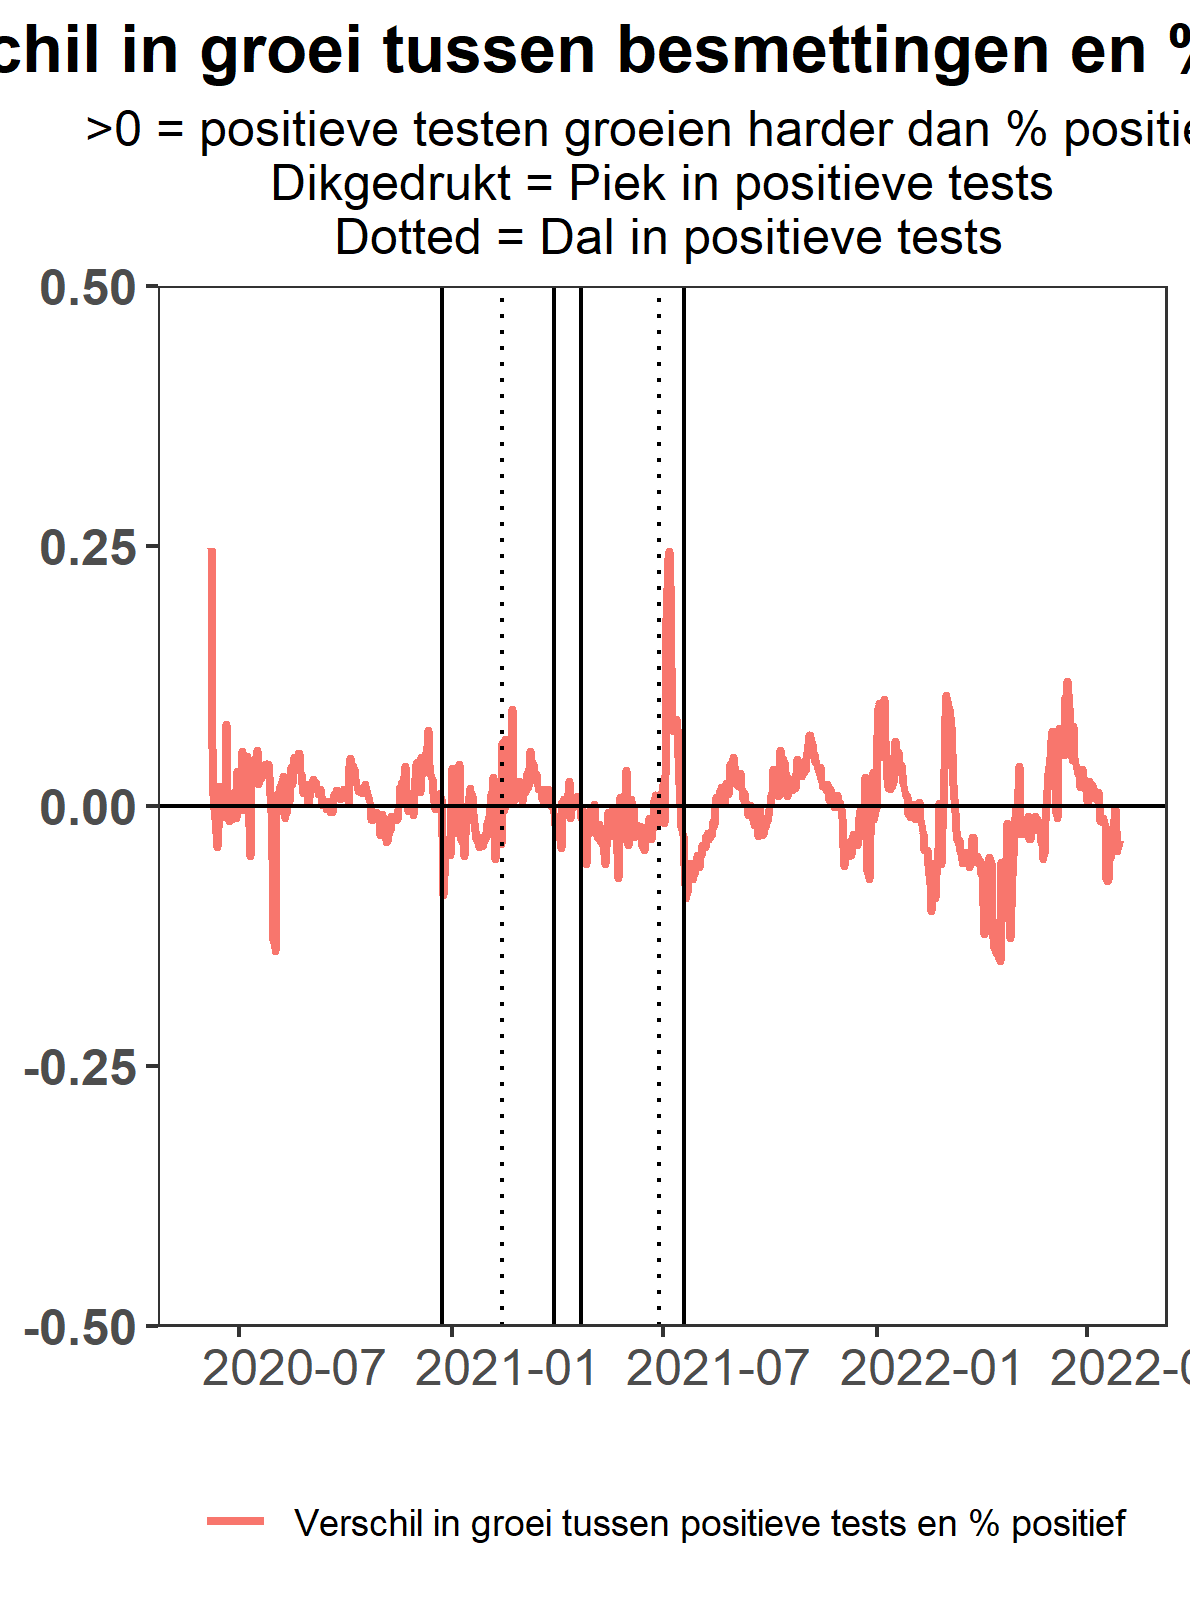 chil in groei tussen besmettingen en %
>0 = positieve testen groeien harder dan % positie
Dikgedrukt = Piek in positieve tests
Dotted = Dal in positieve tests
0.50
0.25
0.00
-0.25
-0.50
2020-07 2021-01 2021-07 2022-01 2022-0
Verschil in groei tussen positieve tests en % positief